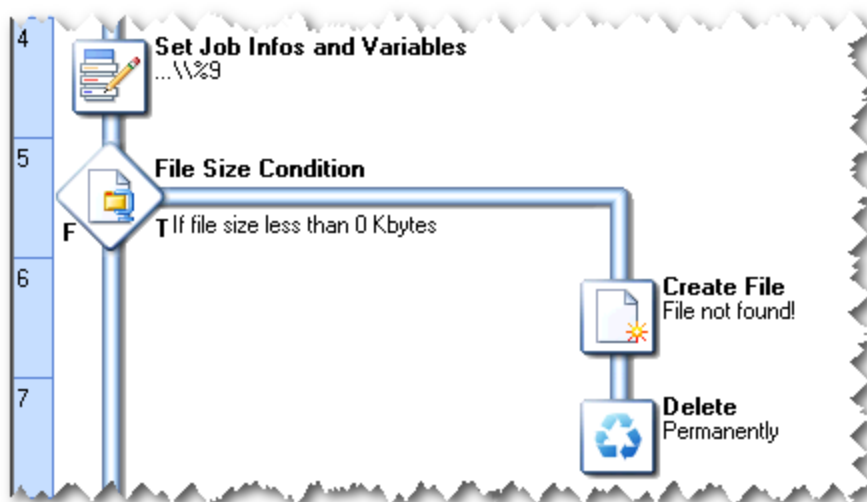 4
Set Job Infos and Variables
...\\%9
5
File Size Condition
F
T If file size less than 0 Kbytes
6
Create File
File not found!
7
Delete
Permanently